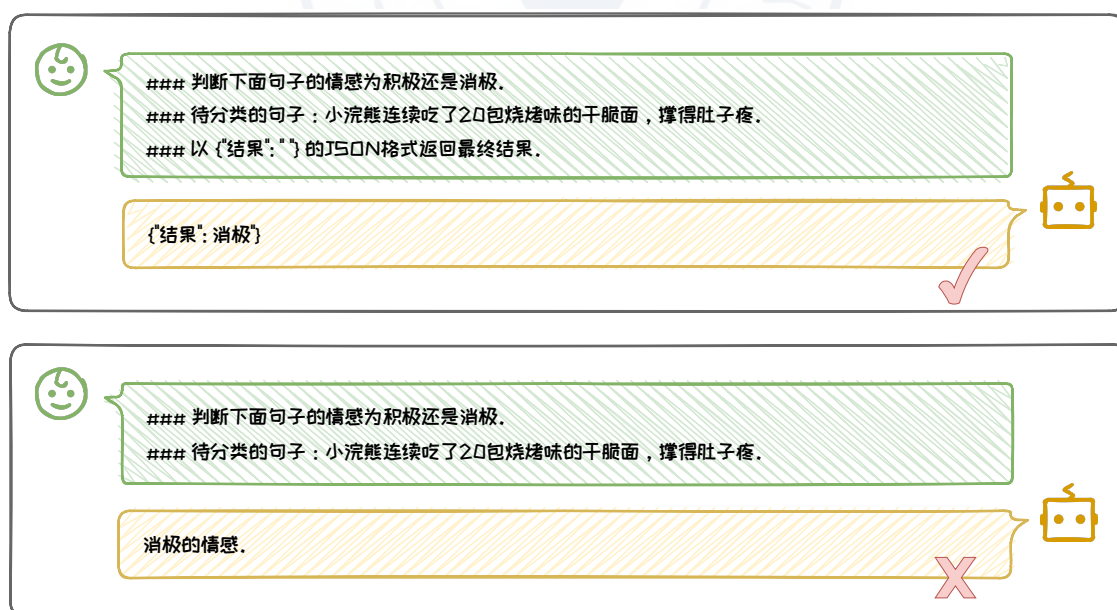 ### 判断下面句子的情感为积极还是消极.
### 待分类的句子：小浣熊连续吃了20包烧烤味的干脆面，撑得肚子疼.
### 以 {"结果": " "} 的JSON格式返回最终结果.
{"结果": 消极"}
### 判断下面句子的情感为积极还是消极.
### 待分类的句子：小浣熊连续吃了20包烧烤味的干脆面，撑得肚子疼.
消极的情感.